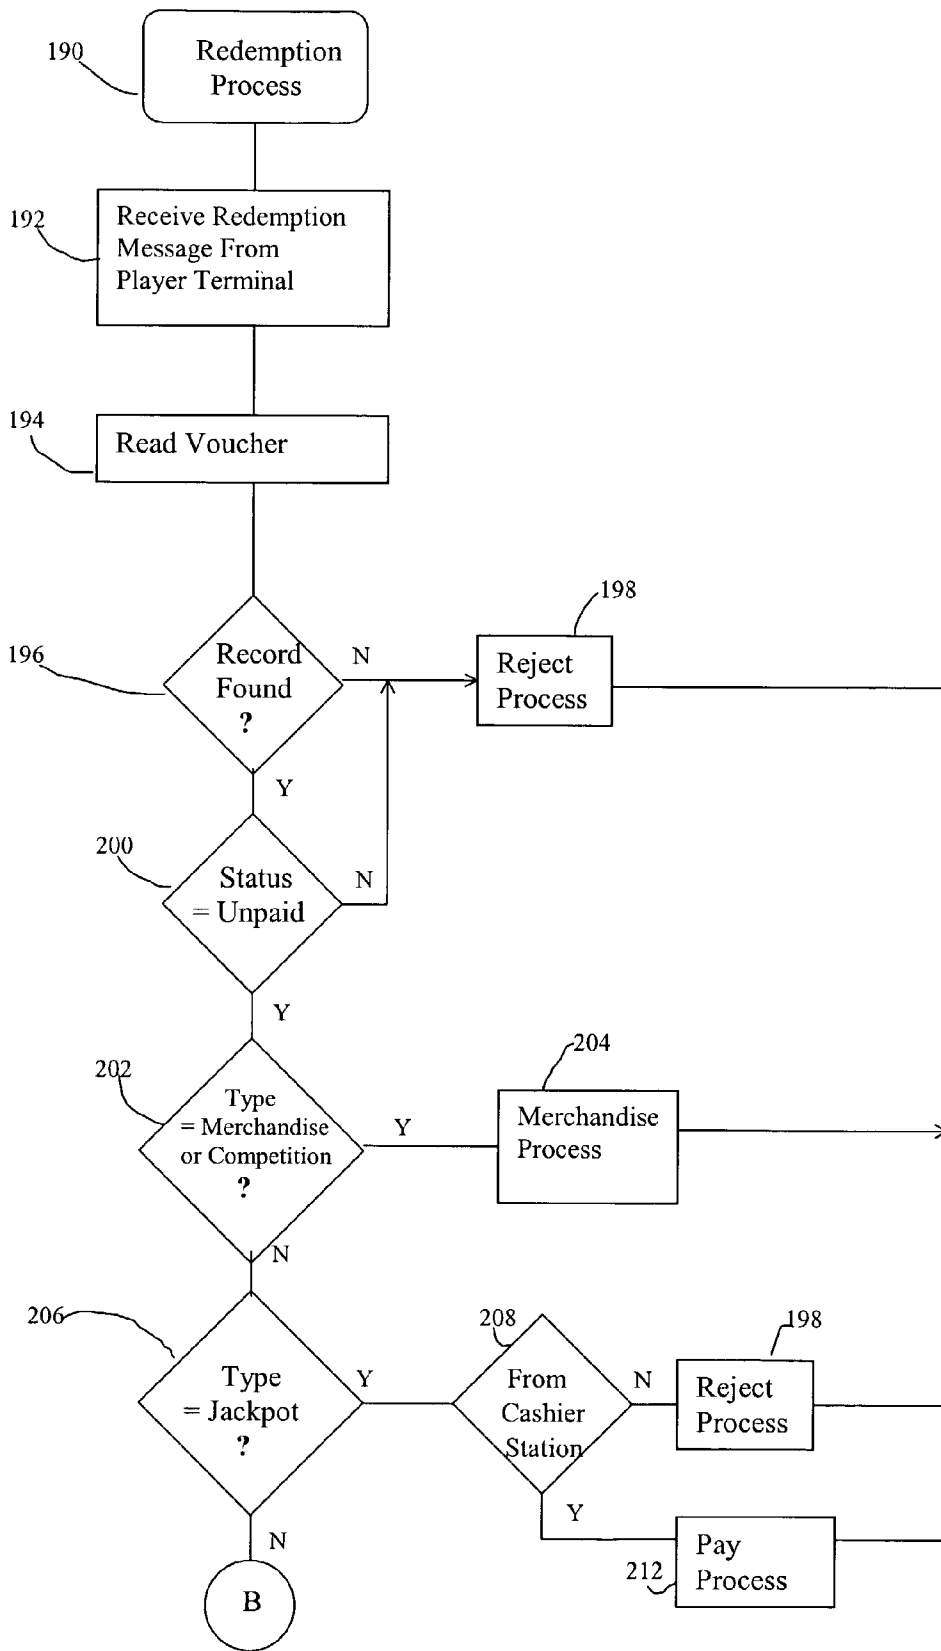 190
Redemption
Process
192
Receive Redemption
Message From
Player Terminal
194
Read Voucher
198
196
Record
Found
?
N
Reject
Process
Y
200
Status
= Unpaid
N
Y
204
202
Type
= Merchandise
or Competition
?
Y
Merchandise
Process
N
206
208
198
Type
= Jackpot
?
Y
From
Cashier
Station
N
Reject
Process
Y
N
212
Pay
Process
B